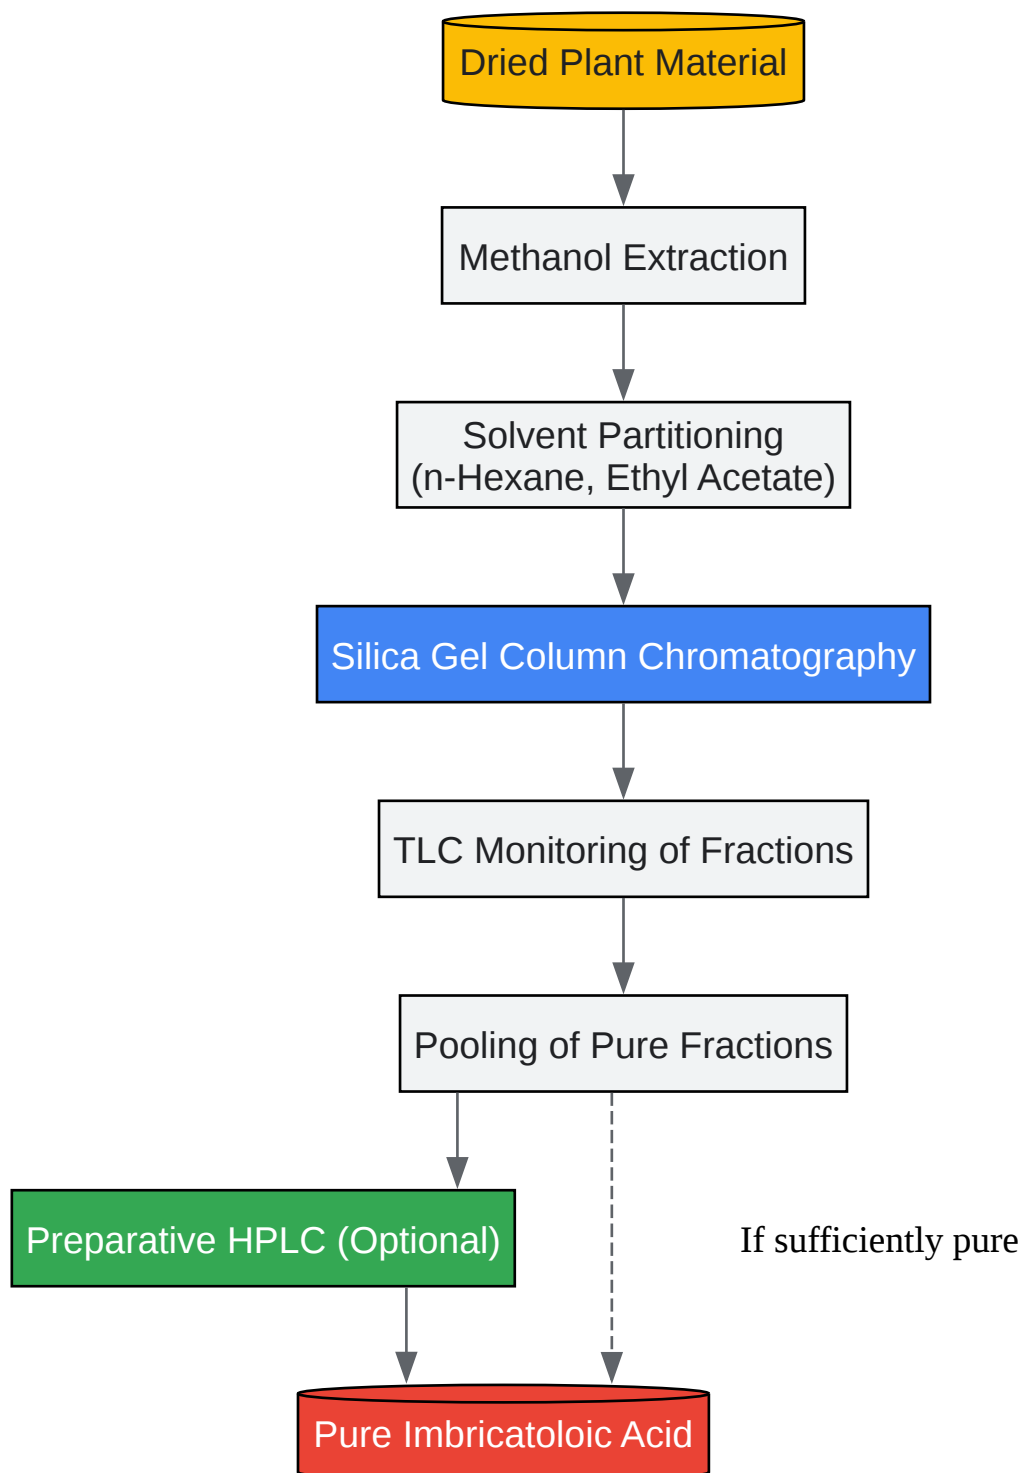 Dried Plant Material
Methanol Extraction
Solvent Partitioning
(n-Hexane, Ethyl Acetate)
Silica Gel Column Chromatography
TLC Monitoring of Fractions
Pooling of Pure Fractions
Preparative HPLC (Optional)
If sufficiently pure
Pure Imbricatoloic Acid